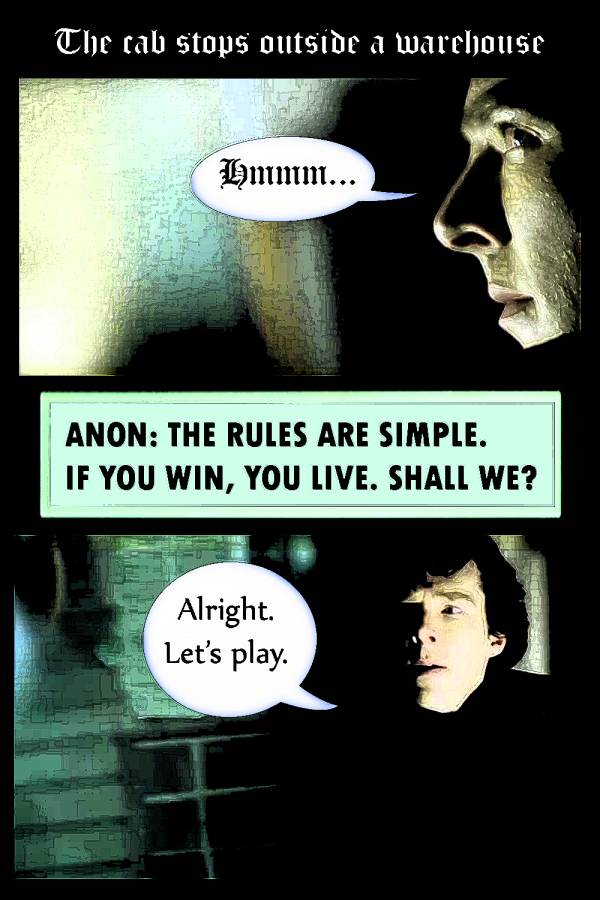 The cab stops outside a warehouse
Hmmm...
ANON: THE RULES ARE SIMPLE.
IF YOU WIN, YOU LIVE. SHALL WE?
Alright.
Let's play.